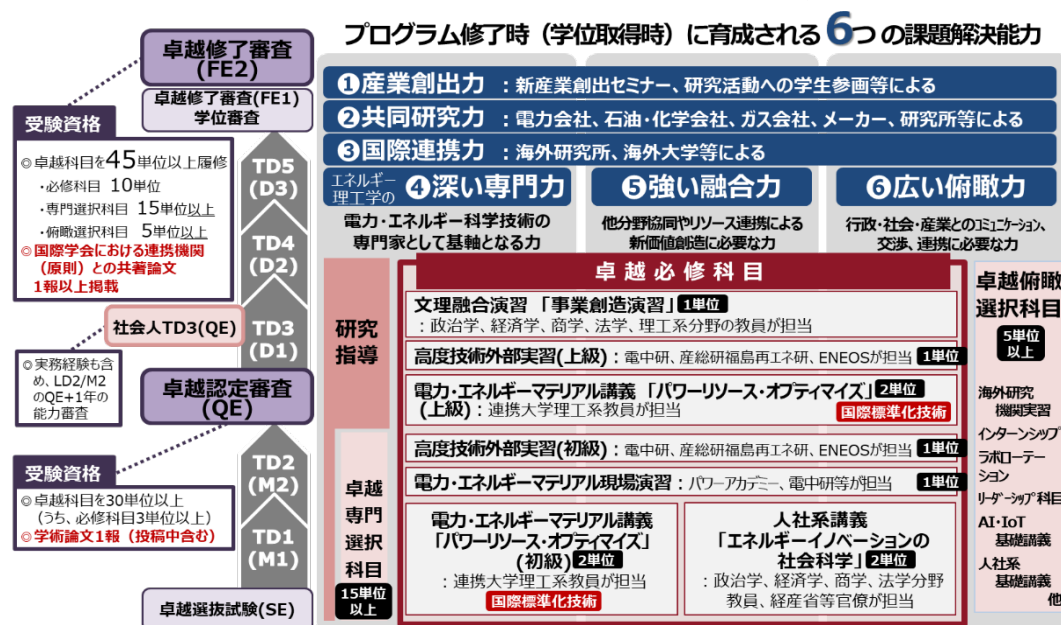 プログラム修了時（学位取得時）に育成される6つの課題解決能力
卓越修了審査
(FE2)
卓越修了審査(FE1)
学位審査
受験資格
◎卓越科目を45単位以上履修
・必修科目 10単位
・専門選択科目 15単位以上
・俯瞰選択科目 5単位以上
◎国際学会における連携機関
（原則）との共著論文
1報以上掲載
社会人TD3(QE)
◎実務経験も含
め、LD2/M2
のQE+1年の
能力審査
卓越認定審査
(QE)
受験資格
◎卓越科目を30単位以上
（うち、必修科目3単位以上）
◎学術論文1報（投稿中含む）
卓越選抜試験(SE)
TD5
(D3)
TD4
(D2)
TD3
(D1)
TD2
(M2)
TD1
(M1)
❶産業創出力 ：新産業創出セミナー、研究活動への学生参画等による
❷共同研究力 ：電力会社、石油・化学会社、ガス会社、メーカー、研究所等による
❸国際連携力 ：海外研究所、海外大学等による
エネルギー
理工学の
❹深い専門力
電力・エネルギー科学技術の
専門家として基軸となる力
❺強い融合力
他分野協同やリソース連携による
新価値創造に必要な力
❻広い俯瞰力
行政・社会・産業とのコミュニケーション、
交渉、連携に必要な力
研究
指導
卓越
専門
選択
科目
15単位
以上
卓越必修科目
文理融合演習 「事業創造演習」 1単位
：政治学、経済学、商学、法学、理工系分野の教員が担当
高度技術外部実習(上級)：電中研、産総研福島再エネ研、ENEOSが担当 1単位
電力・エネルギーマテリアル講義 「パワーリソース・オプティマイズ」 2単位
(上級)：連携大学理工系教員が担当 国際標準化技術
高度技術外部実習(初級)：電中研、産総研福島再エネ研、ENEOSが担当 1単位
電力・エネルギーマテリアル現場演習：パワーアカデミー、電中研等が担当 1単位
電力・エネルギーマテリアル講義
「パワーリソース・オプティマイズ」
(初級) 2単位
：連携大学理工系教員が担当
国際標準化技術
人社系講義
「エネルギーイノベーションの
社会科学」 2単位
：政治学、経済学、商学、法学分野
教員、経産省等官僚が担当
卓越俯瞰
選択科目
5単位
以上
海外研究
機関実習
インターンシップ
ラボローテー
ション
リーダーシップ科目
AI・IoT
基礎講義
人社系
基礎講義
他